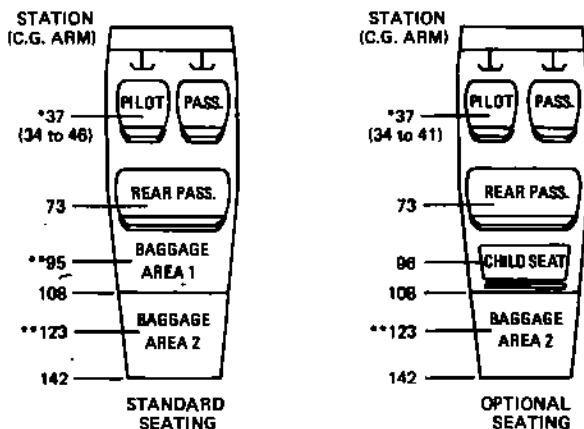 STATION
(C.G. ARM)
PILOT
PASS.
*37
(34 to 46)
REAR PASS.
73
**95
BAGGAGE
AREA 1
108
**123
BAGGAGE
AREA 2
142
STANDARD
SEATING
STATION
(C.G. ARM)
PILOT
PASS.
*37
(34 to 41)
REAR PASS.
73
96
CHILD SEAT
108
**123
BAGGAGE
AREA 2
142
OPTIONAL
SEATING